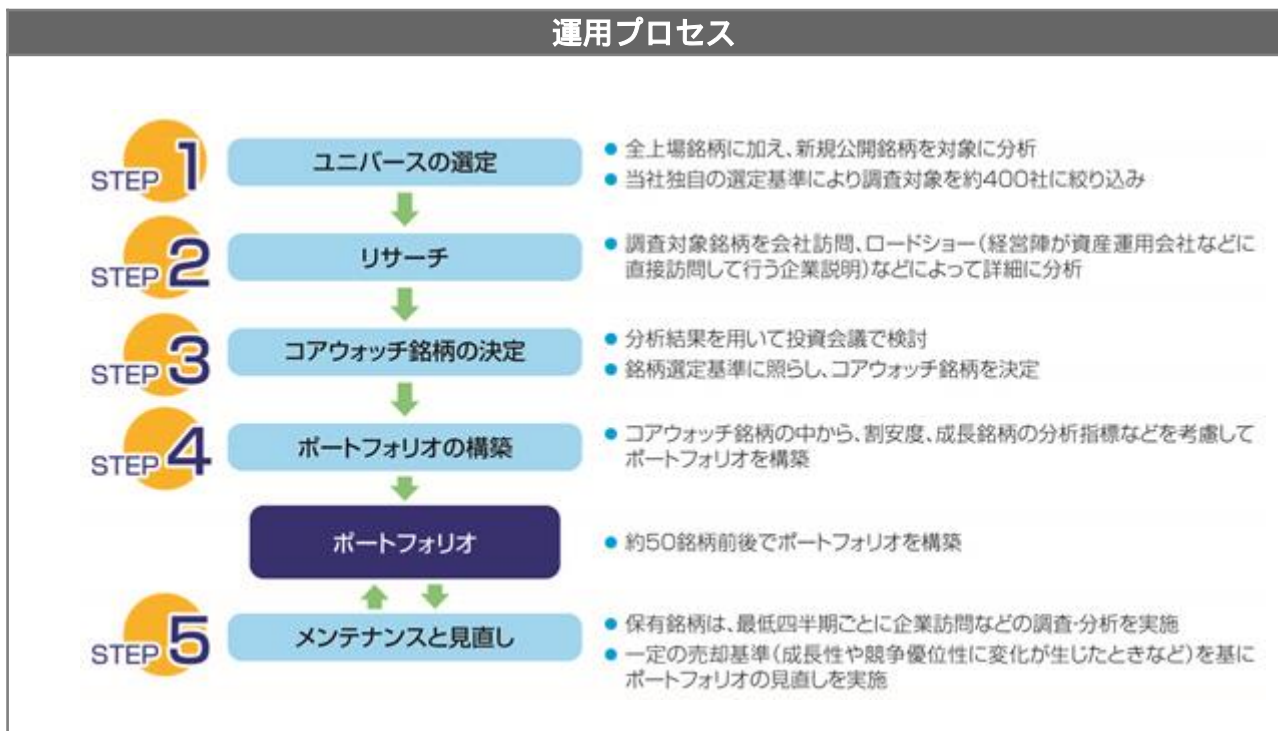 運用プロセス
STEP 1
ユニバースの選定
● 全上場銘柄に加え、新規公開銘柄を対象に分析
● 当社独自の選定基準により調査対象を約400社に絞り込み
STEP 2
リサーチ
● 調査対象銘柄を会社訪問、ロードショー(経営陣が資産運用会社などに
直接訪問して行う企業説明)などによって詳細に分析
STEP 3
コアウォッチ銘柄の決定
● 分析結果を用いて投資会議で検討
● 銘柄選定基準に照らし、コアウォッチ銘柄を決定
STEP 4
ポートフォリオの構築
● コアウォッチ銘柄の中から、割安度、成長銘柄の分析指標などを考慮して
ポートフォリオを構築
ポートフォリオ
● 約50銘柄前後でポートフォリオを構築
STEP 5
メンテナンスと見直し
● 保有銘柄は、最低四半期ごとに企業訪問などの調査・分析を実施
● 一定の売却基準(成長性や競争優位性に変化が生じたときなど)を基に
ポートフォリオの見直しを実施